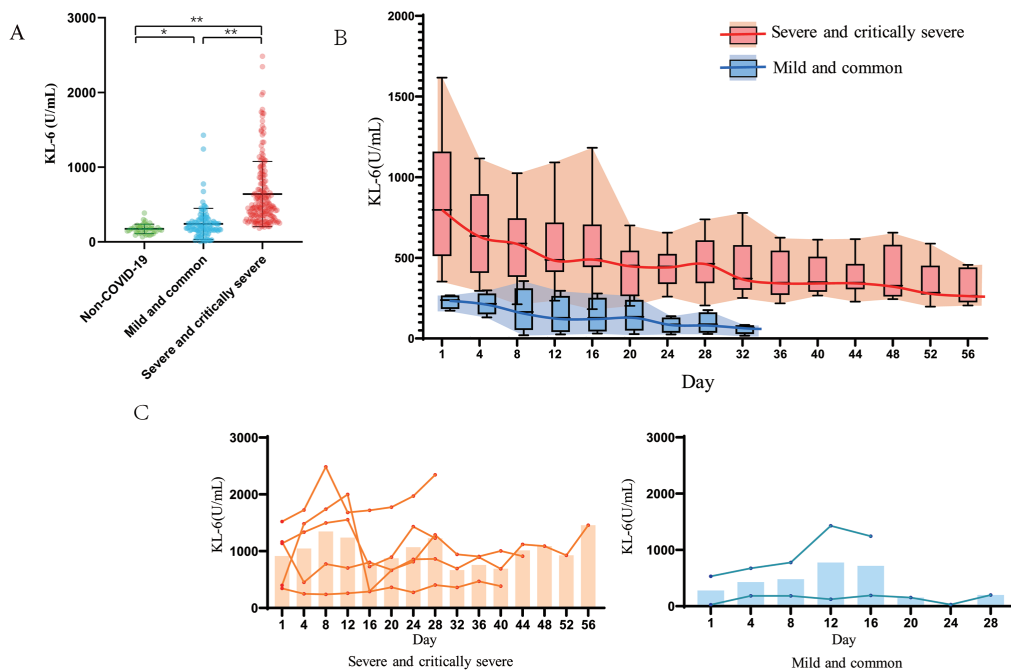 A
KL-6 (U/mL)
3000
2000
1000
0
**
*
**
Non-COVID-19
Mild and common
Severe and critically severe
B
KL-6(U/mL)
2000
1500
1000
500
0
Severe and critically severe
Mild and common
1 4 8 12 16 20 24 28 32 36 40 44 48 52 56
Day
C
KL-6(U/mL)
3000
2000
1000
0
1 4 8 12 16 20 24 28 32 36 40 44 48 52 56
Day
Severe and critically severe
KL-6(U/mL)
3000
2000
1000
0
1 4 8 12 16 20 24 28
Day
Mild and common